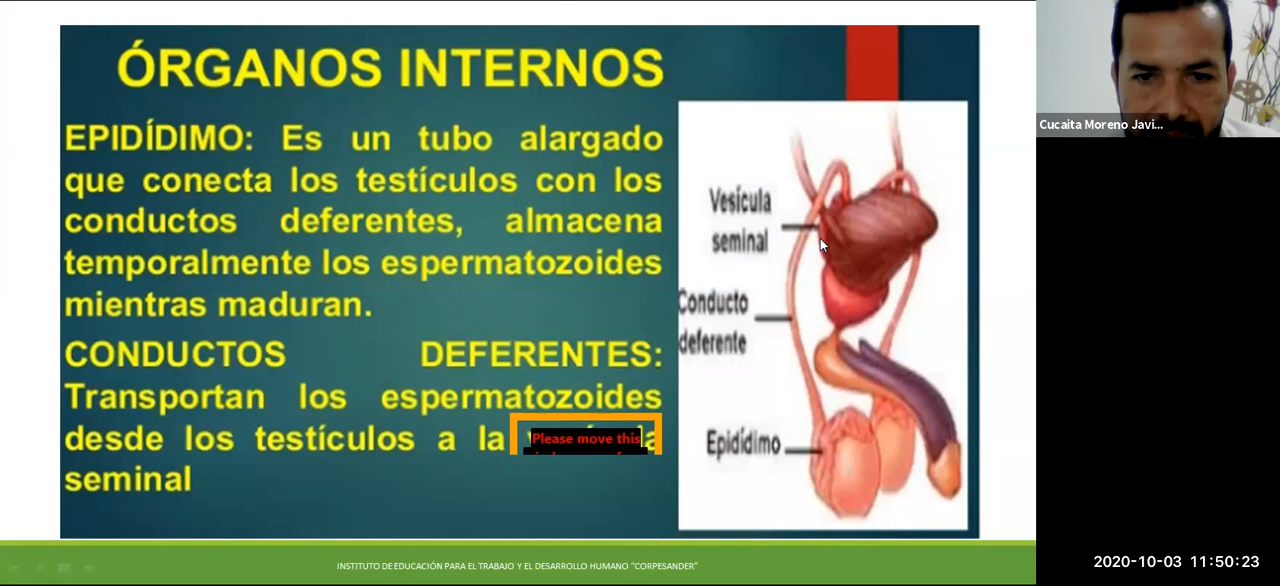 ÓRGANOS INTERNOS
EPIDÍDIMO: Es un tubo alargado
que conecta los testículos con los
conductos deferentes, almacena
temporalmente los espermatozoides
mientras maduran.
CONDUCTOS DEFERENTES:
Transportan los espermatozoides
desde los testículos a la
seminal
Please move this
Vesícula
seminal
Conducto
deferente
Epidídimo
Cucaita Moreno Javi...
INSTITUTO DE EDUCACIÓN PARA EL TRABAJO Y EL DESARROLLO HUMANO “CORPESANDER”
2020-10-03 11:50:23